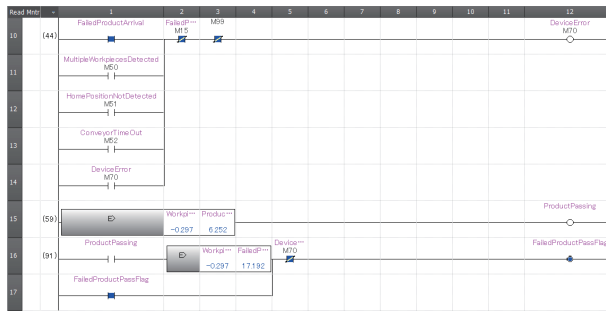 Read Mntr 1 2 3 4 5 6 7 8 9 10 11 12
FailedProductArrival FailedP··· M99 DeviceError
10 (44) M15 M70
MultipleWorkpiecesDetected
11 M50
HomePositionNotDetected
12 M51
ConveyorTimeOut
13 M52
DeviceError
14 M70
Workpi··· Produc··· ProductPassing
15 (59) E>
-0.297 6.252
ProductPassing Device··· FailedProductPassFlag
16 (91) E> Workpi··· FailedP··· M70
-0.297 17.192
FailedProductPassFlag
17